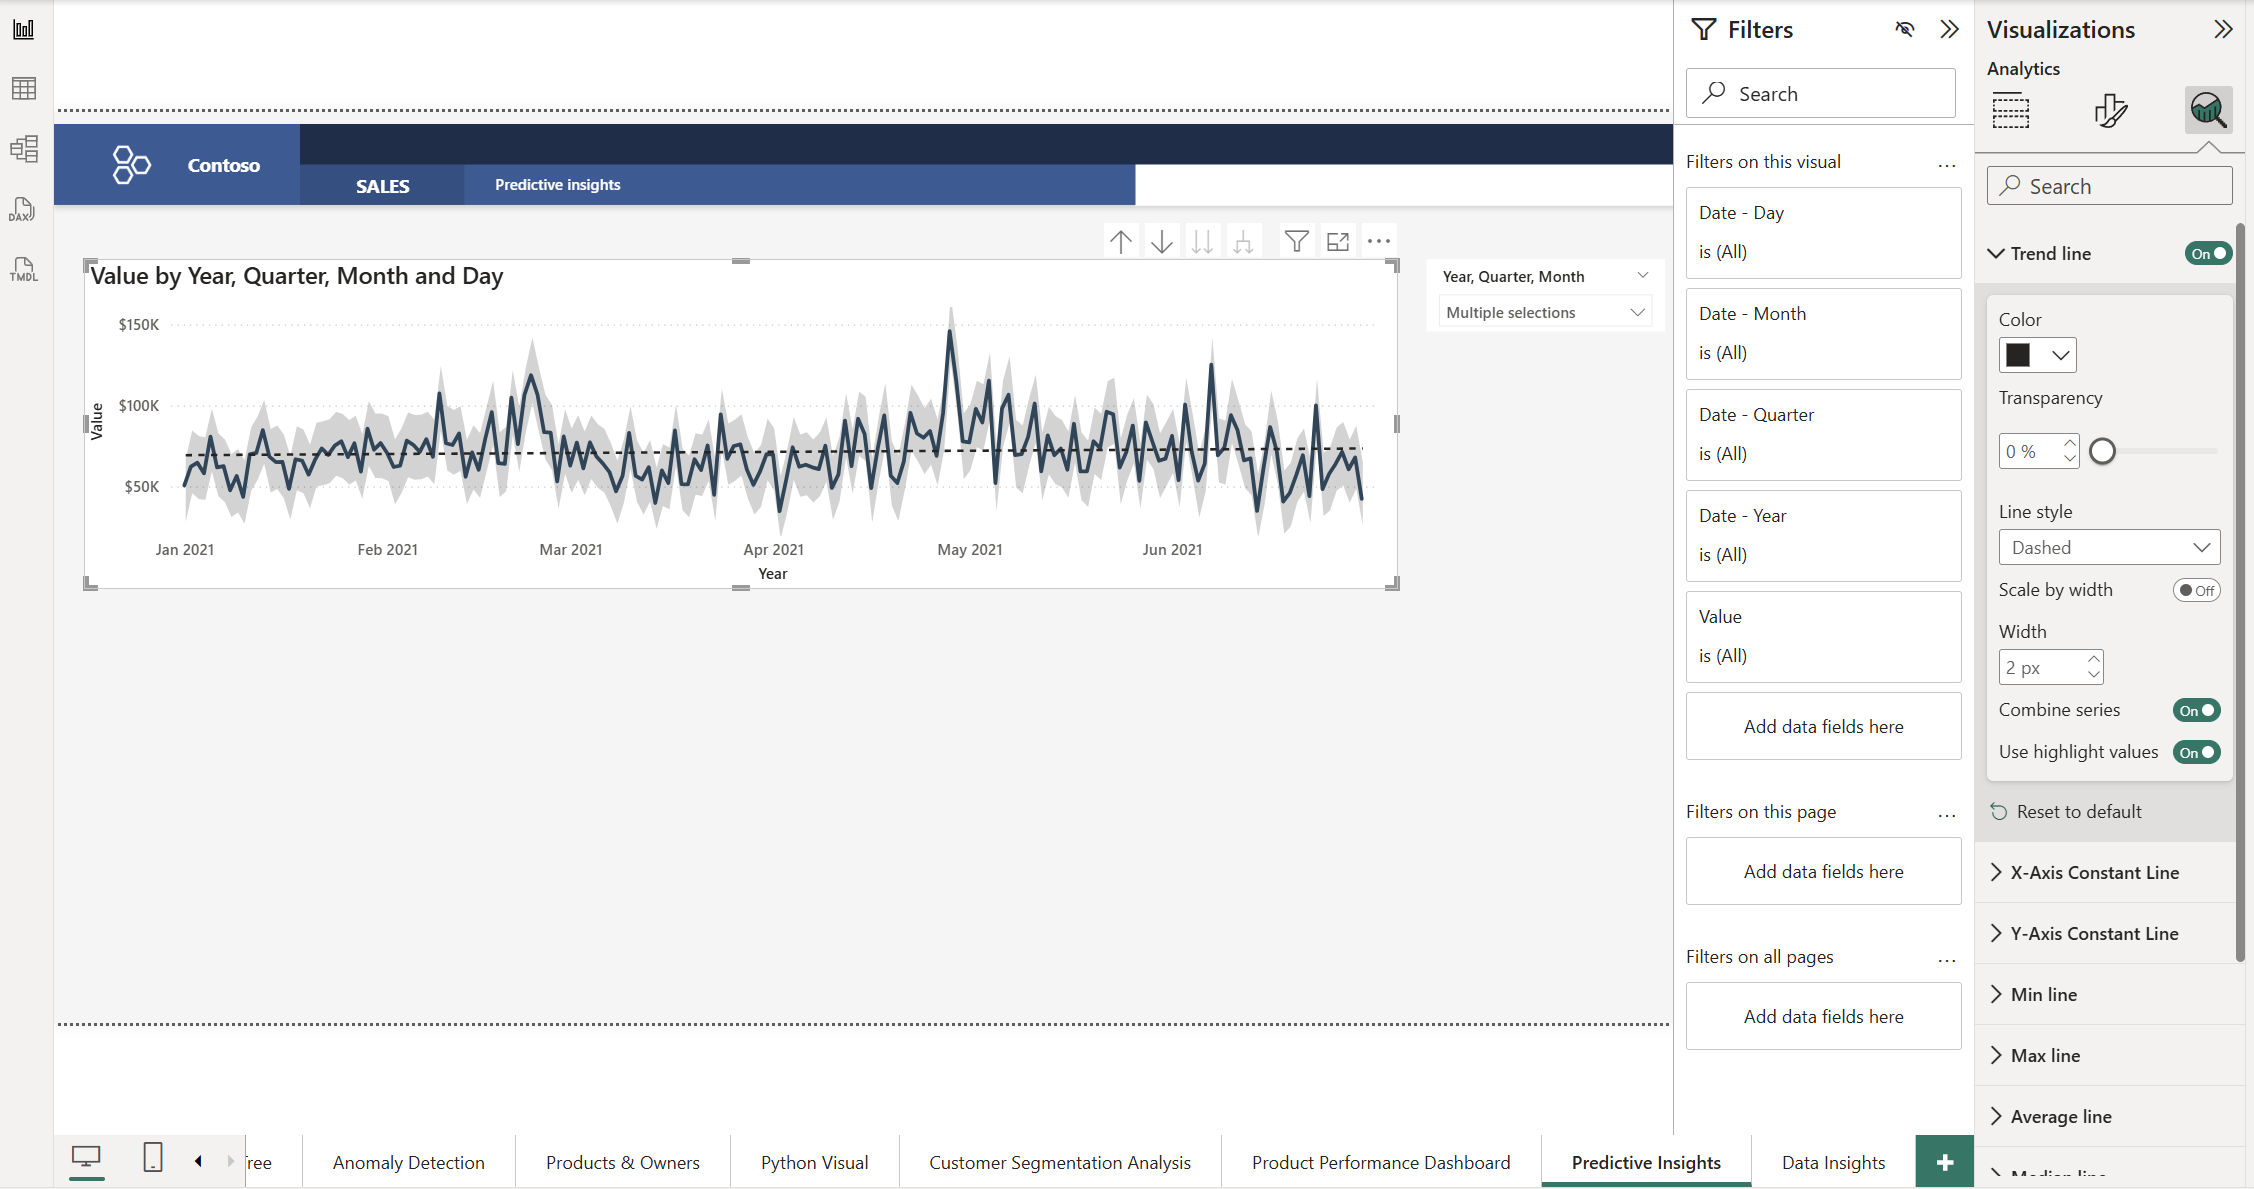 DAX
TMDL
Contoso
SALES
Predictive insights
Value by Year, Quarter, Month and Day
$150K
$100K
$50K
Value
Jan 2021
Feb 2021
Mar 2021
Apr 2021
May 2021
Jun 2021
Year
Year, Quarter, Month
Multiple selections
Filters
Search
Filters on this visual
...
Date - Day
is (All)
Date - Month
is (All)
Date - Quarter
is (All)
Date - Year
is (All)
Value
is (All)
Add data fields here
Filters on this page
...
Add data fields here
Filters on all pages
...
Add data fields here
Visualizations
Analytics
Search
Trend line
On
Color
Transparency
0 %
Line style
Dashed
Scale by width
Off
Width
2 px
Combine series
On
Use highlight values
On
Reset to default
X-Axis Constant Line
Y-Axis Constant Line
Min line
Max line
Average line
Median line
ree
Anomaly Detection
Products & Owners
Python Visual
Customer Segmentation Analysis
Product Performance Dashboard
Predictive Insights
Data Insights